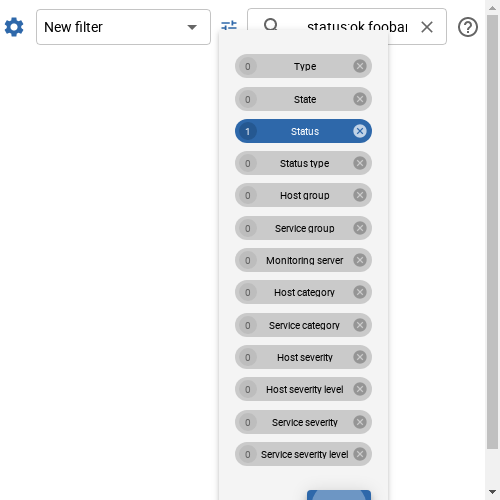 New filter
status:ok foobar
0 Type
0 State
1 Status
0 Status type
0 Host group
0 Service group
0 Monitoring server
0 Host category
0 Service category
0 Host severity
0 Host severity level
0 Service severity
0 Service severity level